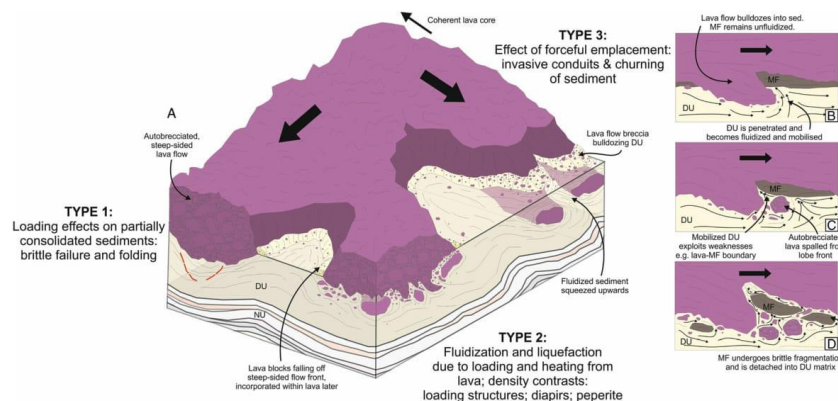 Coherent lava core
TYPE 3:
Effect of forceful emplacement:
invasive conduits & churning
of sediment
A
Autobrecciated,
steep-sided
lava flow
Lava flow breccia
bulldozing DU
TYPE 1:
Loading effects on partially
consolidated sediments:
brittle failure and folding
DU
NU
Fluidized sediment
squeezed upwards
Lava blocks falling off
steep-sided flow front,
incorporated within lava later
TYPE 2:
Fluidization and liquefaction
due to loading and heating from
lava; density contrasts:
loading structures; diapirs; peperite
Lava flow bulldozes into sed.
MF remains unfluidized.
MF
DU
DU is penetrated and
becomes fluidized and mobilised
B
MF
DU
C
Mobilized DU
exploits weaknesses
e.g. lava-MF boundary
Autobrecciate
lava spalled fro
lobe front
MF
DU
D
MF undergoes brittle fragmentatio
and is detached into DU matrix